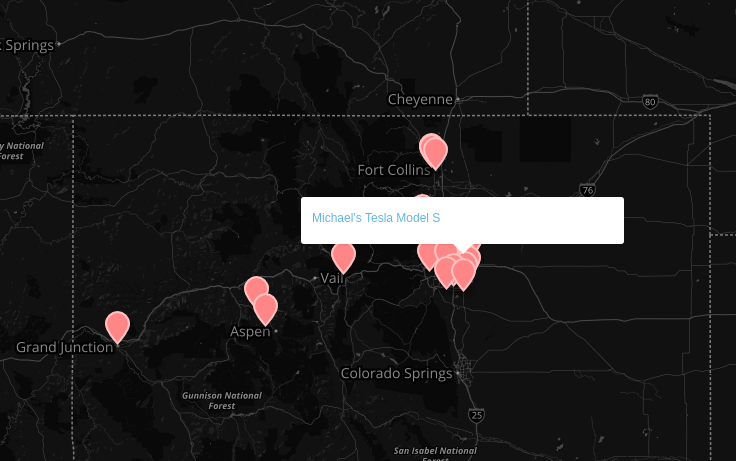 k Springs
Cheyenne
80
y National
Forest
Fort Collins
76
Michael's Tesla Model S
Vail
Aspen
Grand Junction
Colorado Springs
Gunnison National
Forest
25
San Isabel National
Forest